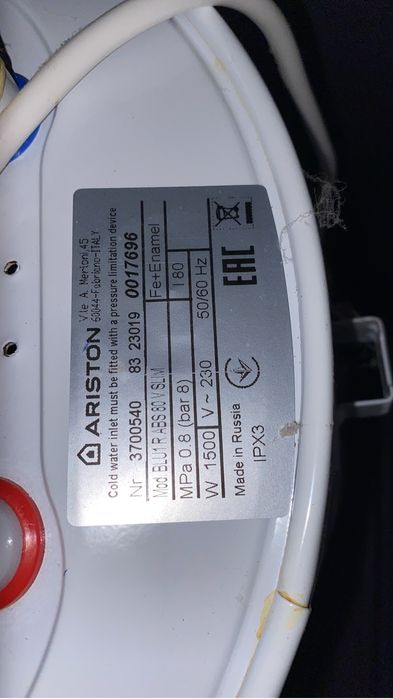 ARISTON
V.le A. Merloni,45
60044-Fabriano-ITALY
Cold water inlet must be fitted with a pressure limitation device
Nr 3700540 83 23019 0017696
Mod BLU1 R ABS 80 V SLIM Fe+Enamel
MPa 0.8 (bar 8) l 80
W 1500 V~230 50/60 Hz
Made in Russia
EAC
IPX3